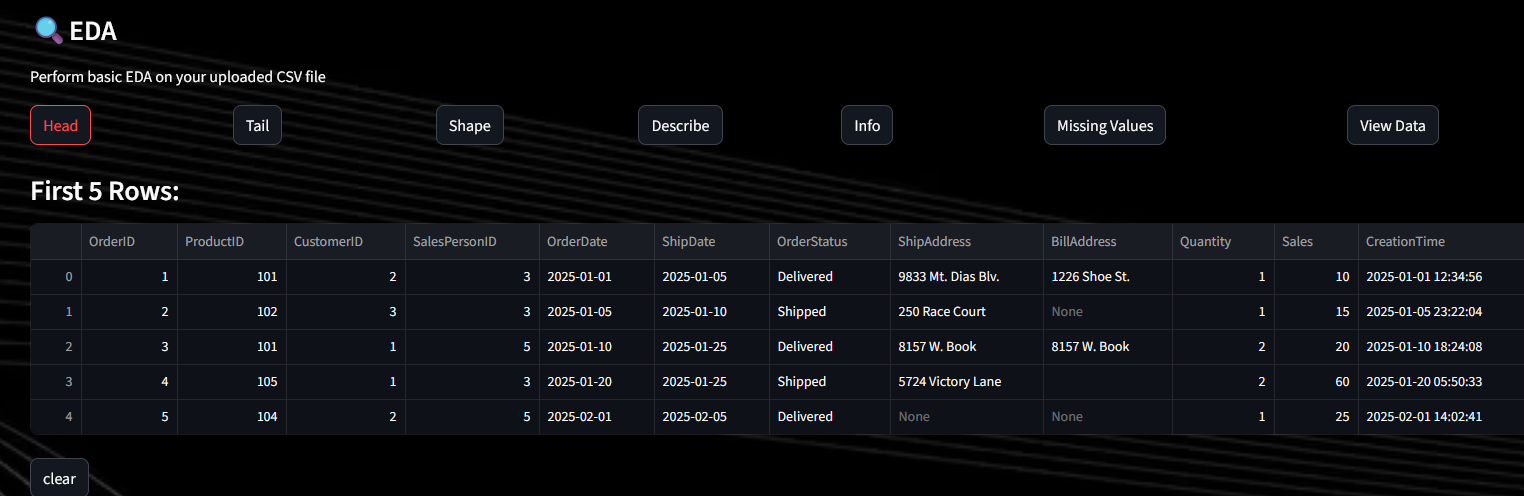 EDA
Perform basic EDA on your uploaded CSV file
Head Tail Shape Describe Info Missing Values View Data
First 5 Rows:
OrderID ProductID CustomerID SalesPersonID OrderDate ShipDate OrderStatus ShipAddress BillAddress Quantity Sales CreationTime
0 1 101 2 3 2025-01-01 2025-01-05 Delivered 9833 Mt. Dias Blv. 1226 Shoe St. 1 10 2025-01-01 12:34:56
1 2 102 3 3 2025-01-05 2025-01-10 Shipped 250 Race Court None 1 15 2025-01-05 23:22:04
2 3 101 1 5 2025-01-10 2025-01-25 Delivered 8157 W. Book 8157 W. Book 2 20 2025-01-10 18:24:08
3 4 105 1 3 2025-01-20 2025-01-25 Shipped 5724 Victory Lane 2 60 2025-01-20 05:50:33
4 5 104 2 5 2025-02-01 2025-02-05 Delivered None None 1 25 2025-02-01 14:02:41
clear